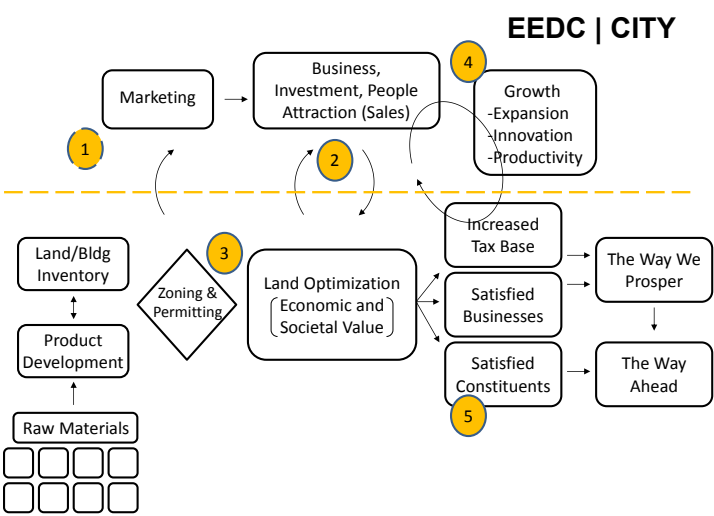 EEDC | CITY
4
Business,
Investment, People
Attraction (Sales)
Marketing
Growth
-Expansion
-Innovation
-Productivity
1
2
3
Increased
Tax Base
Land/Bldg
Inventory
The Way We
Prosper
Zoning &
Permitting
Land Optimization
Economic and
Societal Value
Satisfied
Businesses
Product
Development
Satisfied
Constituents
The Way
Ahead
5
Raw Materials